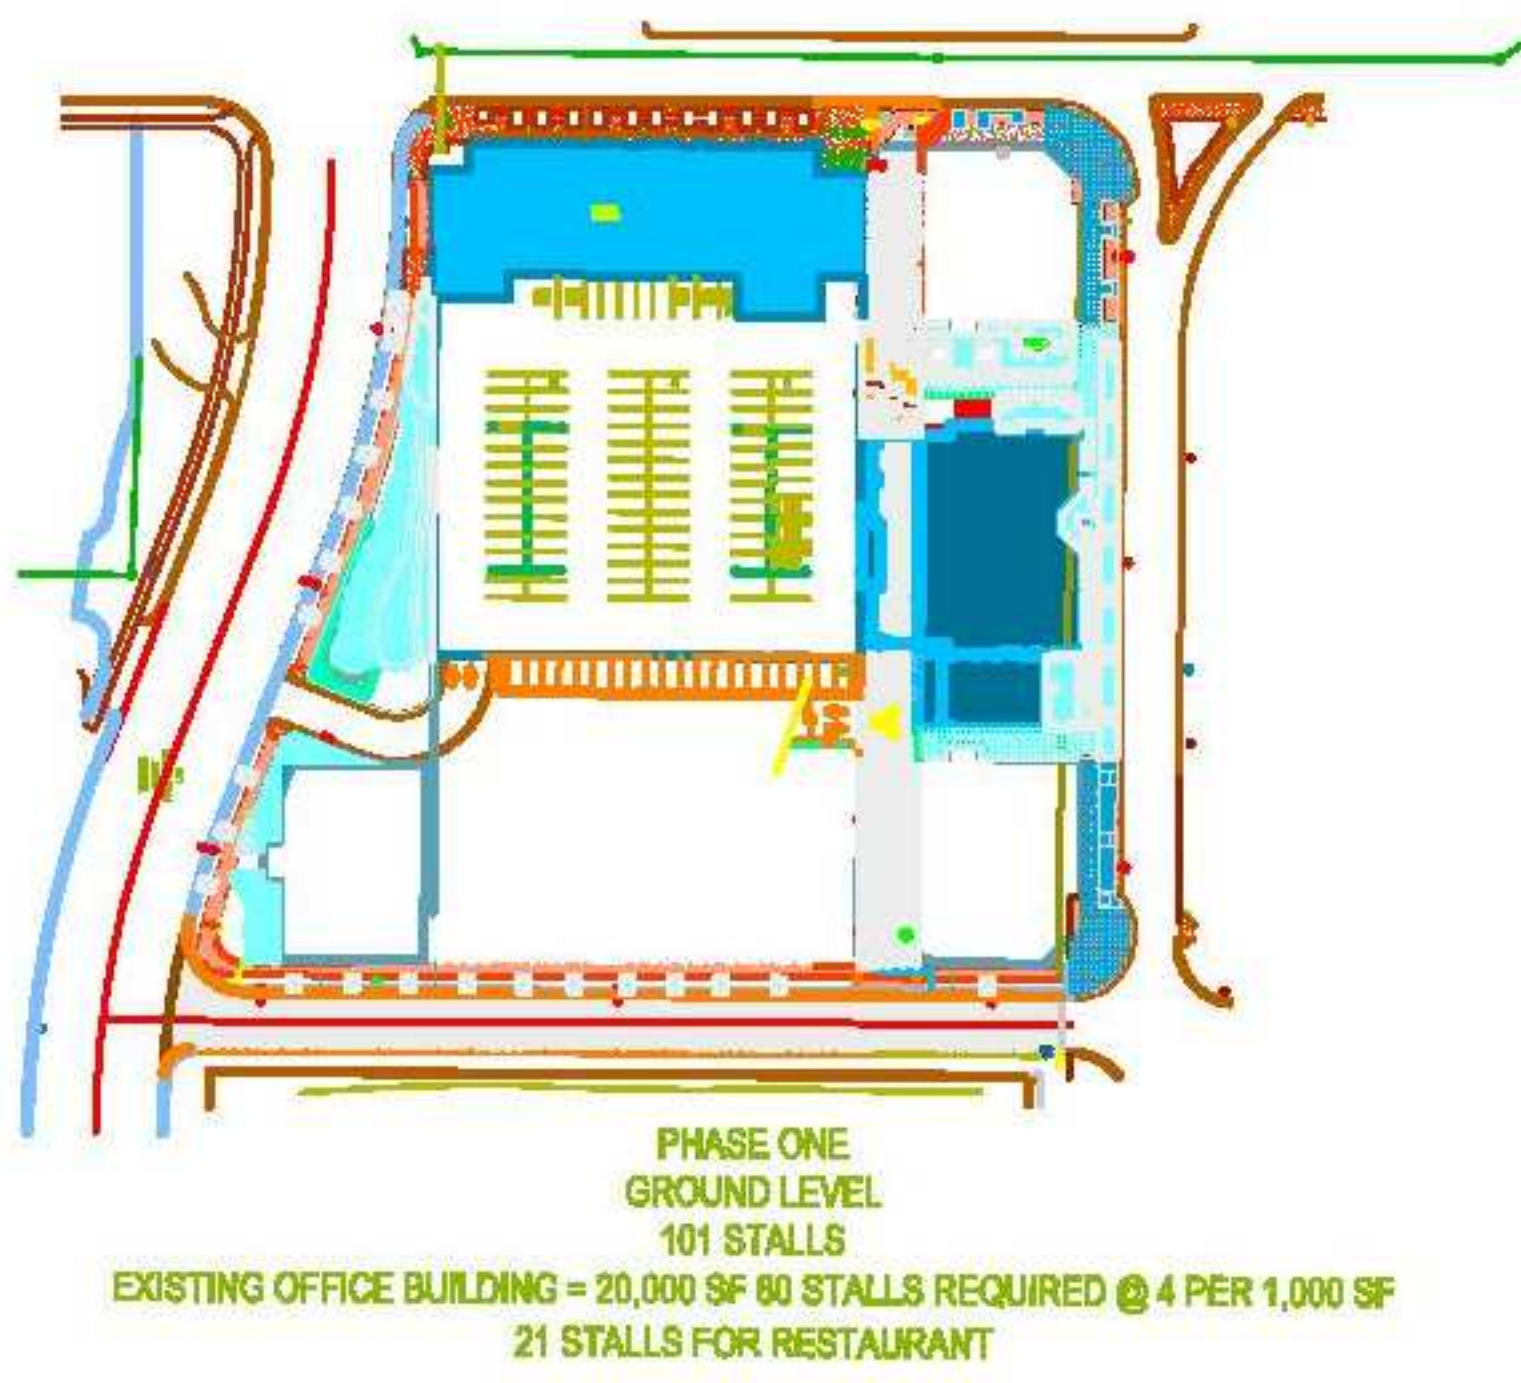 PHASE ONE
GROUND LEVEL
101 STALLS
EXISTING OFFICE BUILDING = 20,000 SF 80 STALLS REQUIRED @ 4 PER 1,000 SF
21 STALLS FOR RESTAURANT